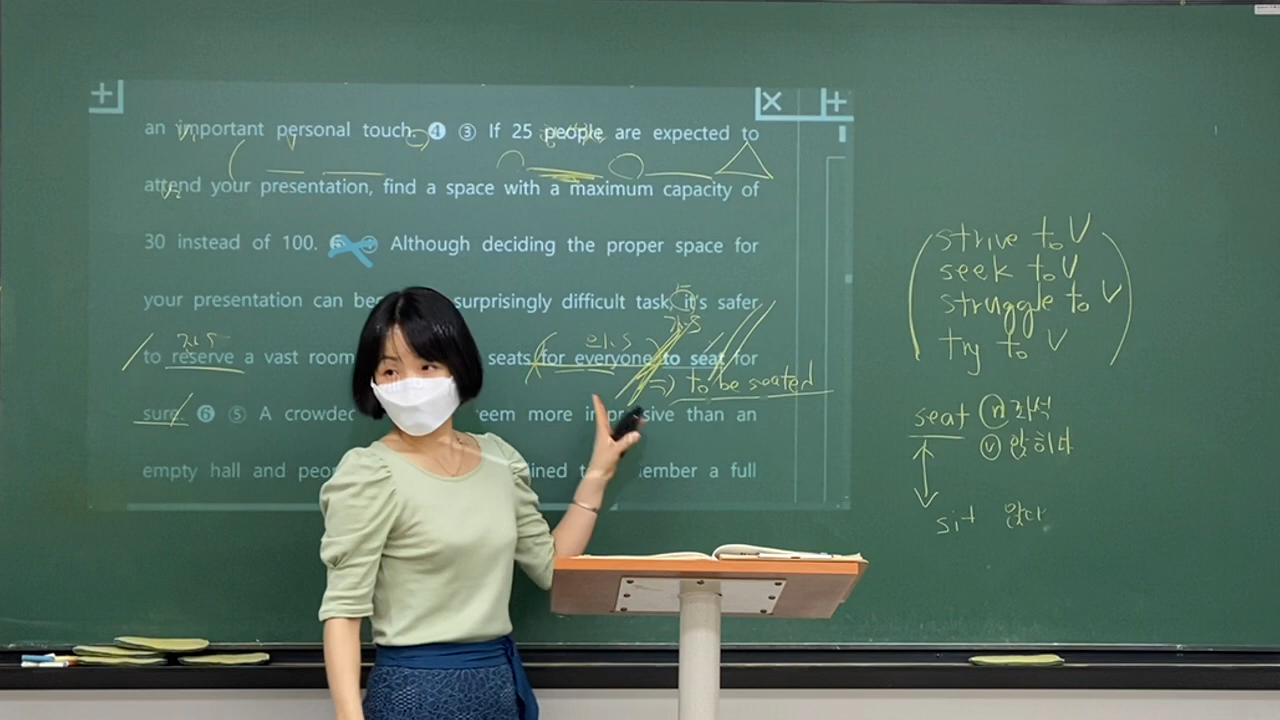 an important personal touch. ❹ ③ If 25 people are expected to
attend your presentation, find a space with a maximum capacity of
30 instead of 100. Although deciding the proper space for
your presentation can surprisingly difficult task, it's safer
가.S
to reserve a vast room seats for everyone to seat for
의.S
⇒ to be seated
sure. ❻ ⑤ A crowded more than an
empty hall and a full
strive to V
seek to V
struggle to V
try to V
seat ⓝ 좌석
ⓥ 앉히다
sit 앉다